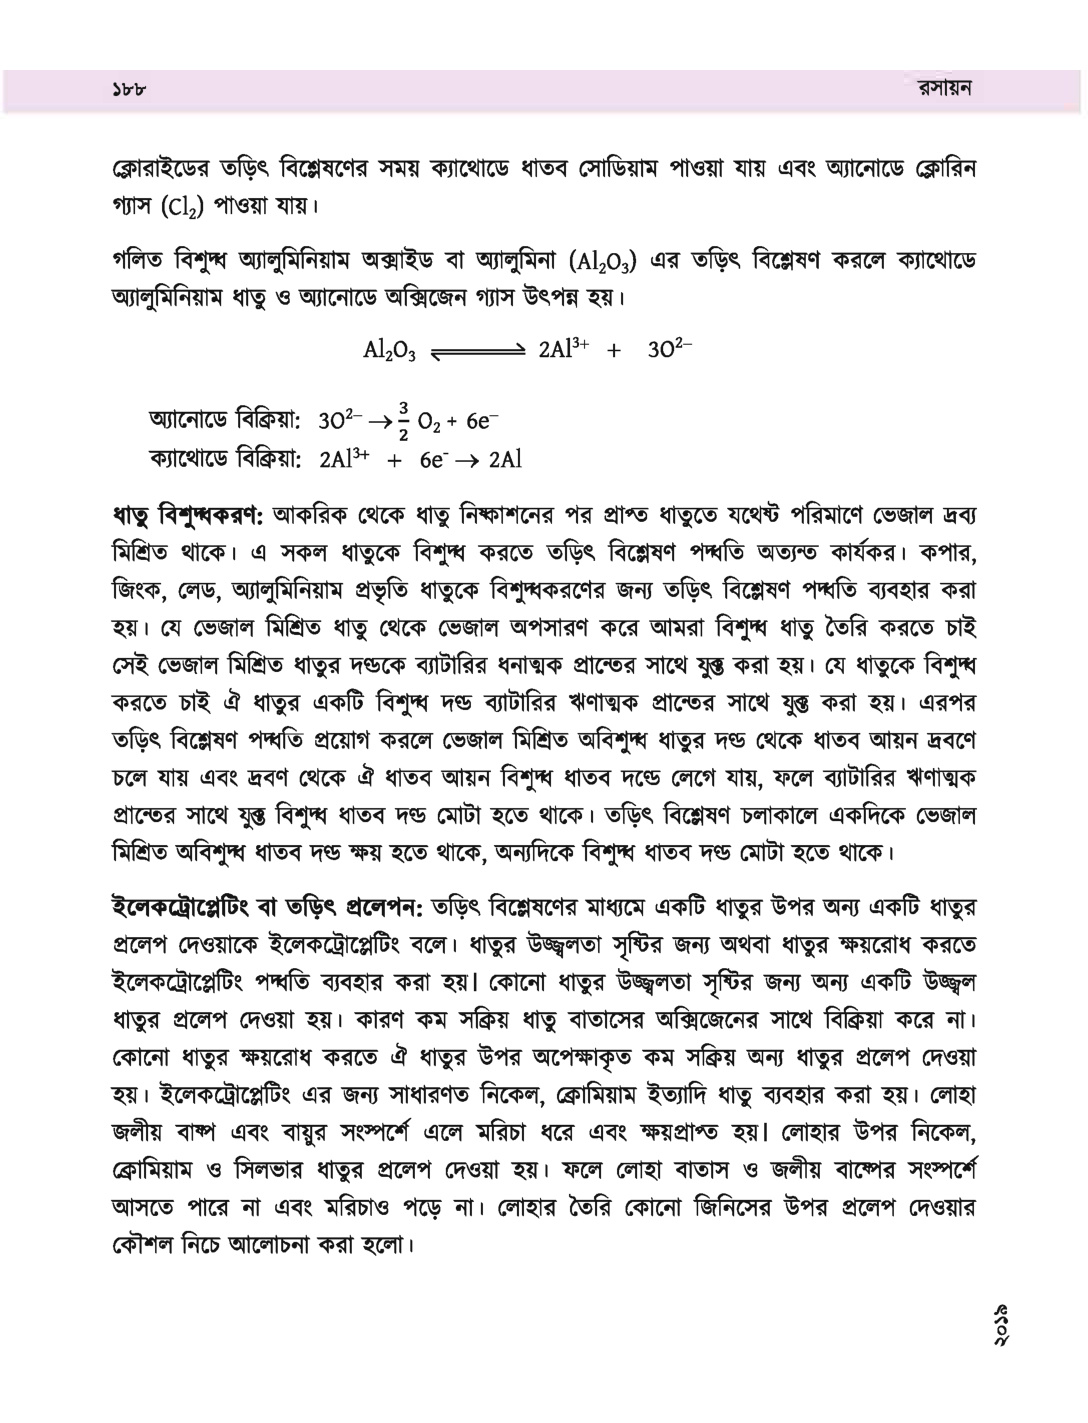 ১৮৮
রসায়ন
ক্লোরাইডের তড়িৎ বিশ্লেষণের সময় ক্যাথোডে ধাতব সোডিয়াম পাওয়া যায় এবং অ্যানোডে ক্লোরিন
গ্যাস (Cl₂) পাওয়া যায়।
গলিত বিশুদ্ধ অ্যালুমিনিয়াম অক্সাইড বা অ্যালুমিনা (Al₂O₃) এর তড়িৎ বিশ্লেষণ করলে ক্যাথোডে
অ্যালুমিনিয়াম ধাতু ও অ্যানোডে অক্সিজেন গ্যাস উৎপন্ন হয়।
Al₂O₃ ⇌ 2Al³⁺ + 3O²⁻
অ্যানোডে বিক্রিয়া: 3O²⁻ → 3/2 O₂ + 6e⁻
ক্যাথোডে বিক্রিয়া: 2Al³⁺ + 6e⁻ → 2Al
ধাতু বিশুদ্ধকরণ: আকরিক থেকে ধাতু নিষ্কাশনের পর প্রাপ্ত ধাতুতে যথেষ্ট পরিমাণে ভেজাল দ্রব্য
মিশ্রিত থাকে। এ সকল ধাতুকে বিশুদ্ধ করতে তড়িৎ বিশ্লেষণ পদ্ধতি অত্যন্ত কার্যকর। কপার,
জিংক, লেড, অ্যালুমিনিয়াম প্রভৃতি ধাতুকে বিশুদ্ধকরণের জন্য তড়িৎ বিশ্লেষণ পদ্ধতি ব্যবহার করা
হয়। যে ভেজাল মিশ্রিত ধাতু থেকে ভেজাল অপসারণ করে আমরা বিশুদ্ধ ধাতু তৈরি করতে চাই
সেই ভেজাল মিশ্রিত ধাতুর দণ্ডকে ব্যাটারির ধনাত্মক প্রান্তের সাথে যুক্ত করা হয়। যে ধাতুকে বিশুদ্ধ
করতে চাই ঐ ধাতুর একটি বিশুদ্ধ দণ্ড ব্যাটারির ঋণাত্মক প্রান্তের সাথে যুক্ত করা হয়। এরপর
তড়িৎ বিশ্লেষণ পদ্ধতি প্রয়োগ করলে ভেজাল মিশ্রিত অবিশুদ্ধ ধাতুর দণ্ড থেকে ধাতব আয়ন দ্রবণে
চলে যায় এবং দ্রবণ থেকে ঐ ধাতব আয়ন বিশুদ্ধ ধাতব দণ্ডে লেগে যায়, ফলে ব্যাটারির ঋণাত্মক
প্রান্তের সাথে যুক্ত বিশুদ্ধ ধাতব দণ্ড মোটা হতে থাকে। তড়িৎ বিশ্লেষণ চলাকালে একদিকে ভেজাল
মিশ্রিত অবিশুদ্ধ ধাতব দণ্ড ক্ষয় হতে থাকে, অন্যদিকে বিশুদ্ধ ধাতব দণ্ড মোটা হতে থাকে।
ইলেকট্রোপ্লেটিং বা তড়িৎ প্রলেপন: তড়িৎ বিশ্লেষণের মাধ্যমে একটি ধাতুর উপর অন্য একটি ধাতুর
প্রলেপ দেওয়াকে ইলেকট্রোপ্লেটিং বলে। ধাতুর উজ্জ্বলতা সৃষ্টির জন্য অথবা ধাতুর ক্ষয়রোধ করতে
ইলেকট্রোপ্লেটিং পদ্ধতি ব্যবহার করা হয়। কোনো ধাতুর উজ্জ্বলতা সৃষ্টির জন্য অন্য একটি উজ্জ্বল
ধাতুর প্রলেপ দেওয়া হয়। কারণ কম সক্রিয় ধাতু বাতাসের অক্সিজেনের সাথে বিক্রিয়া করে না।
কোনো ধাতুর ক্ষয়রোধ করতে ঐ ধাতুর উপর অপেক্ষাকৃত কম সক্রিয় অন্য ধাতুর প্রলেপ দেওয়া
হয়। ইলেকট্রোপ্লেটিং এর জন্য সাধারণত নিকেল, ক্রোমিয়াম ইত্যাদি ধাতু ব্যবহার করা হয়। লোহা
জলীয় বাষ্প এবং বায়ুর সংস্পর্শে এলে মরিচা ধরে এবং ক্ষয়প্রাপ্ত হয়। লোহার উপর নিকেল,
ক্রোমিয়াম ও সিলভার ধাতুর প্রলেপ দেওয়া হয়। ফলে লোহা বাতাস ও জলীয় বাষ্পের সংস্পর্শে
আসতে পারে না এবং মরিচাও পড়ে না। লোহার তৈরি কোনো জিনিসের উপর প্রলেপ দেওয়ার
কৌশল নিচে আলোচনা করা হলো।
২০১৯